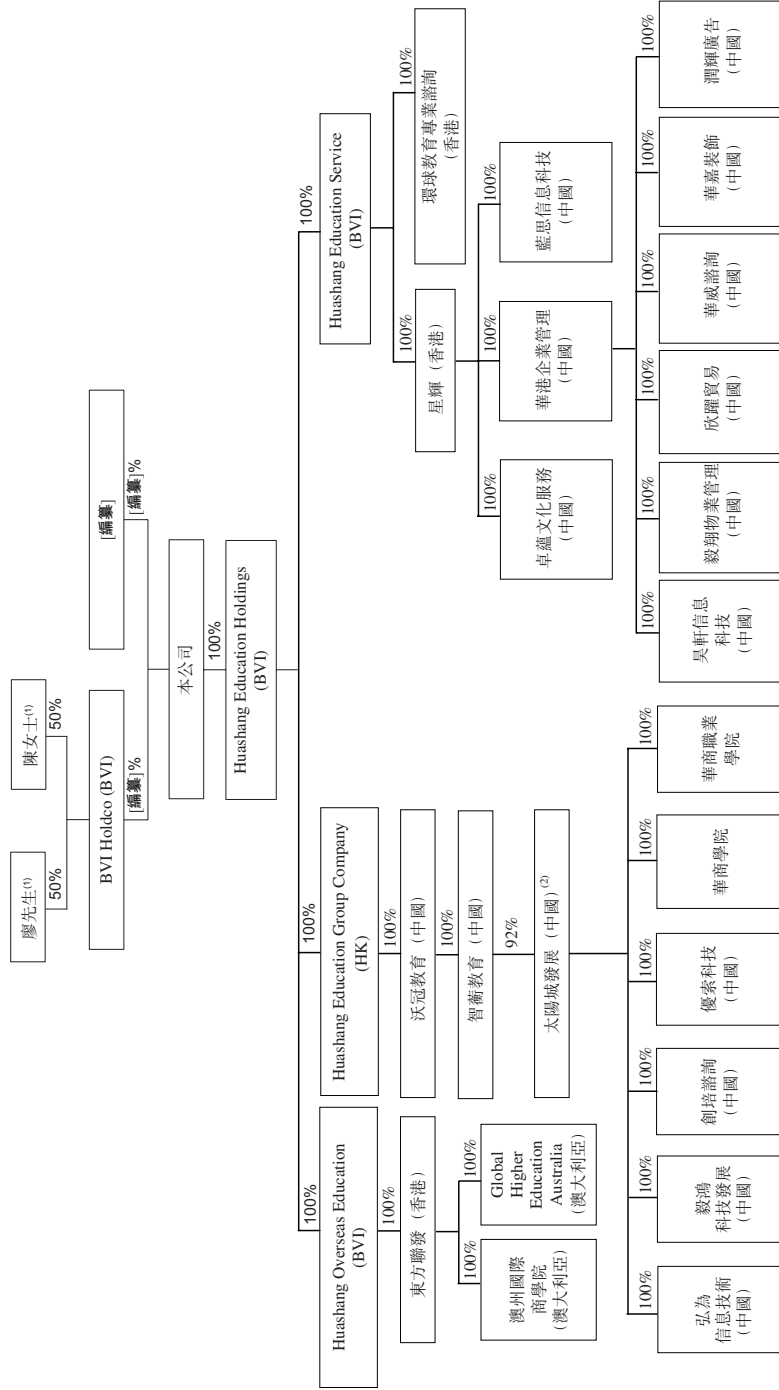 廖先生(1)
陳女士(1)
50%
50%
BVI Holdco (BVI)
[編纂]
[編纂]%
[編纂]%
本公司
100%
Huashang Education Holdings
(BVI)
100%
100%
100%
Huashang Overseas Education
(BVI)
Huashang Education Group Company
(HK)
Huashang Education Service
(BVI)
100%
東方聯發（香港）
100%
100%
澳州國際
商學院
(澳大利亞)
Global
Higher
Education
Australia
(澳大利亞)
100%
沃冠教育（中國）
100%
智蘅教育（中國）
92%
太陽城發展（中國）(2)
100%
100%
100%
100%
100%
100%
弘為
信息技術
(中國)
毅鴻
科技發展
(中國)
創培諮詢
(中國)
優索科技
(中國)
華商學院
華商職業
學院
100%
100%
星輝（香港）
環球教育專業諮詢
(香港)
100%
100%
100%
卓蘊文化服務
(中國)
華港企業管理
(中國)
藍思信息科技
(中國)
100%
100%
100%
100%
100%
100%
昊軒信息
科技
(中國)
毅翔物業管理
(中國)
欣躍貿易
(中國)
華威諮詢
(中國)
華嘉裝飾
(中國)
潤輝廣告
(中國)